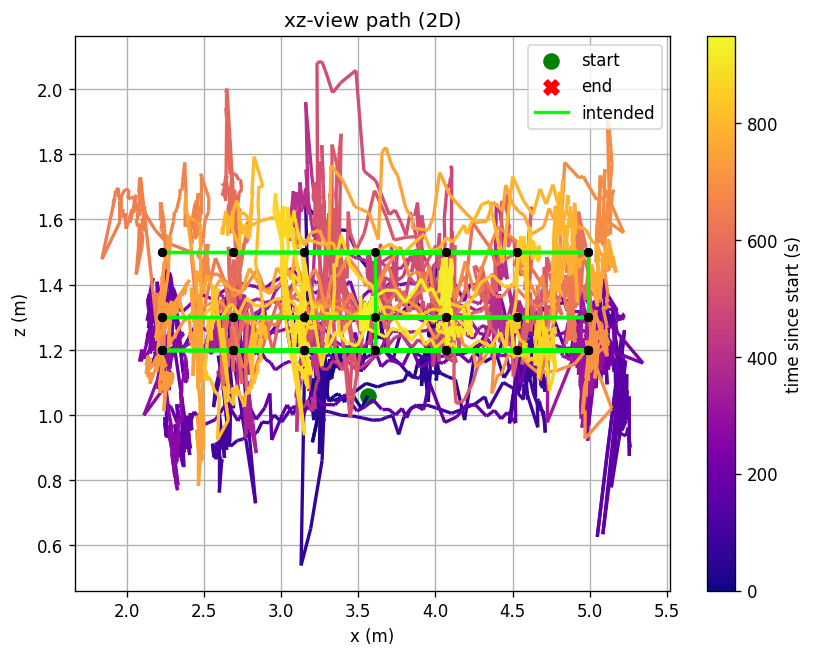 xz-view path (2D)
start
end
intended
2.0
1.8
1.6
1.4
1.2
1.0
0.8
0.6
z (m)
2.0 2.5 3.0 3.5 4.0 4.5 5.0 5.5
x (m)
800
600
400
200
0
time since start (s)